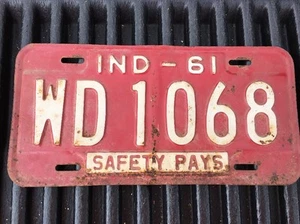 IND - 61
WD 1068
SAFETY PAYS